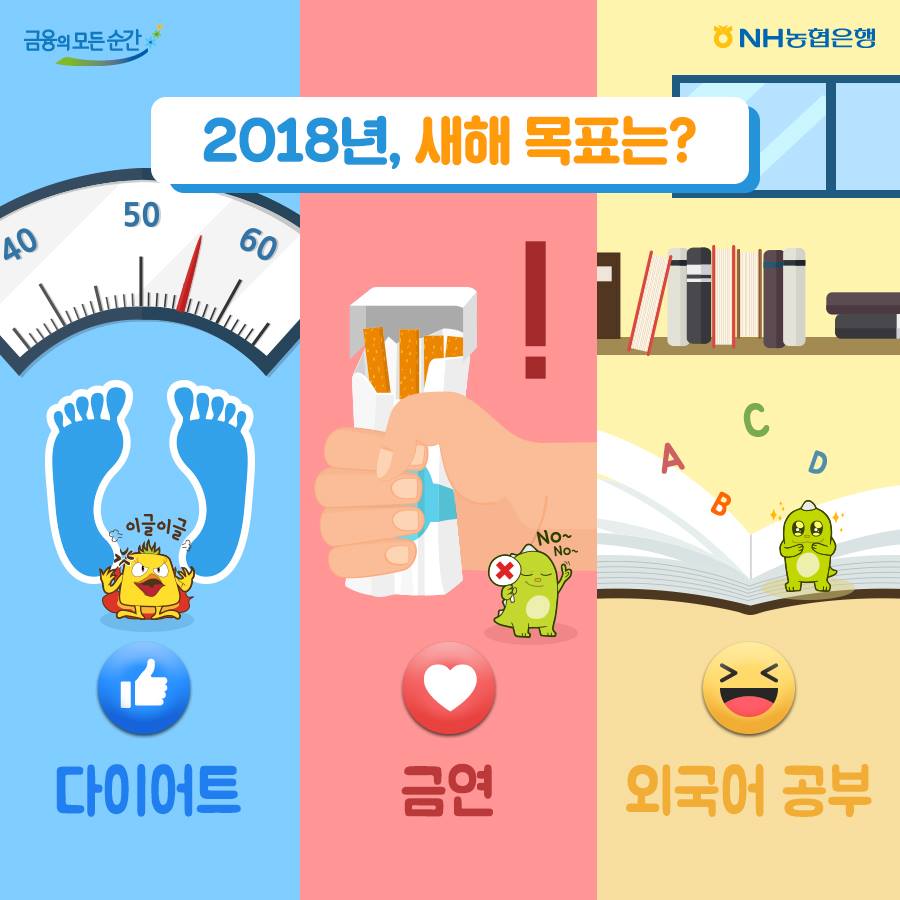 금융의 모든 순간
NH농협은행
2018년, 새해 목표는?
40
50
60
이글이글
No~
No~
A
B
C
D
다이어트
금연
외국어 공부